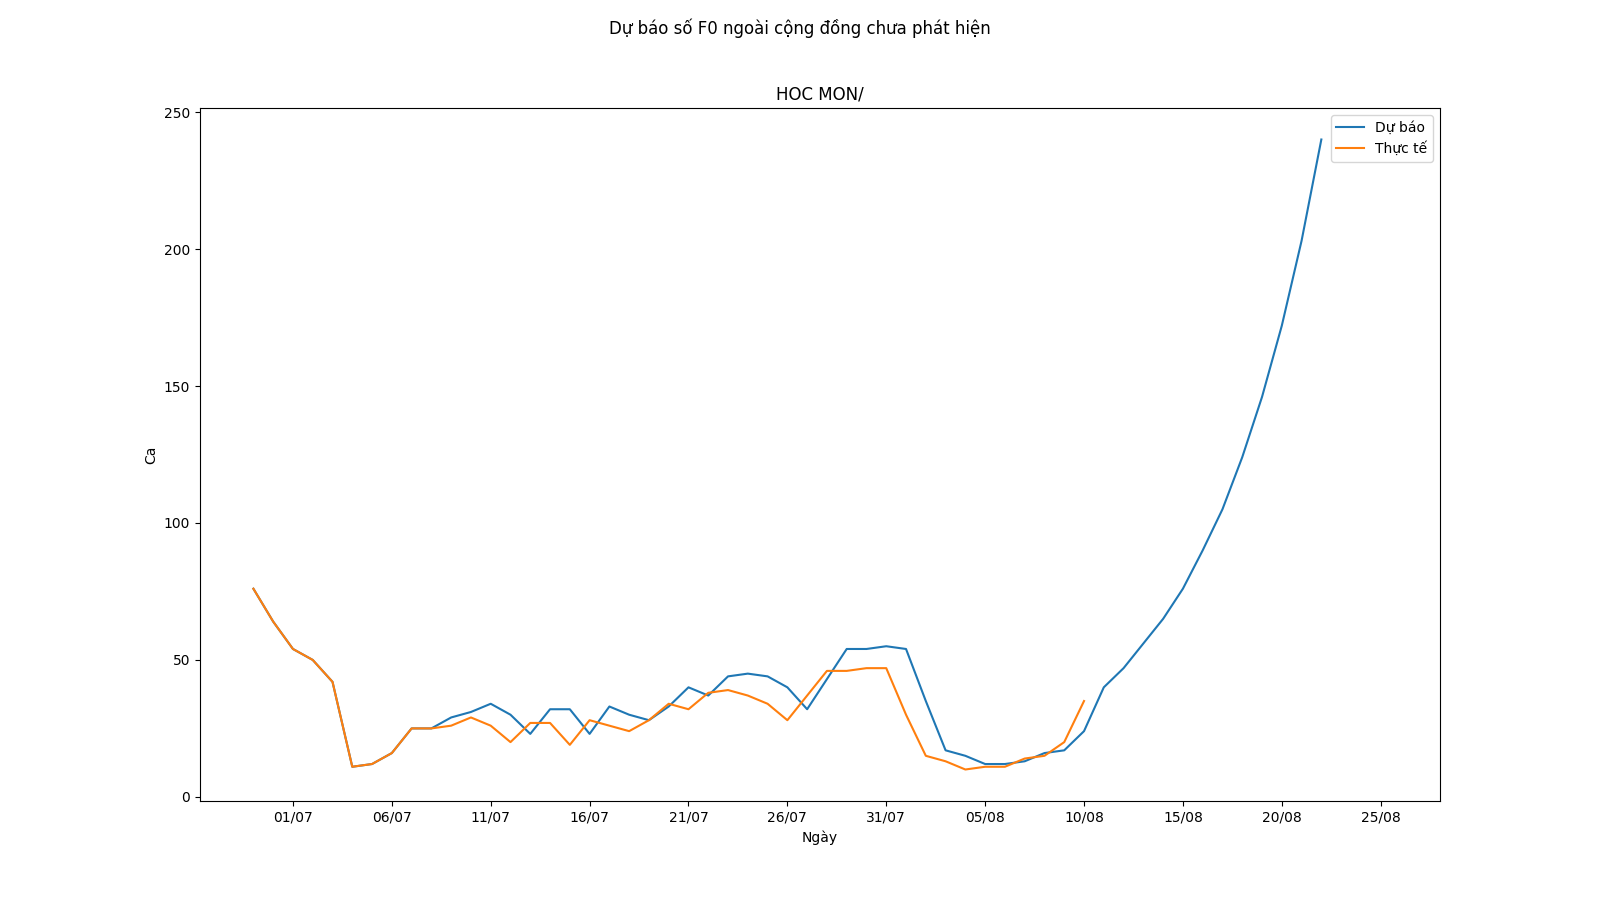 Dự báo số F0 ngoài cộng đồng chưa phát hiện
HOC MON/
250
200
150
100
50
0
Ca
Dự báo
Thực tế
01/07 06/07 11/07 16/07 21/07 26/07 31/07 05/08 10/08 15/08 20/08 25/08
Ngày